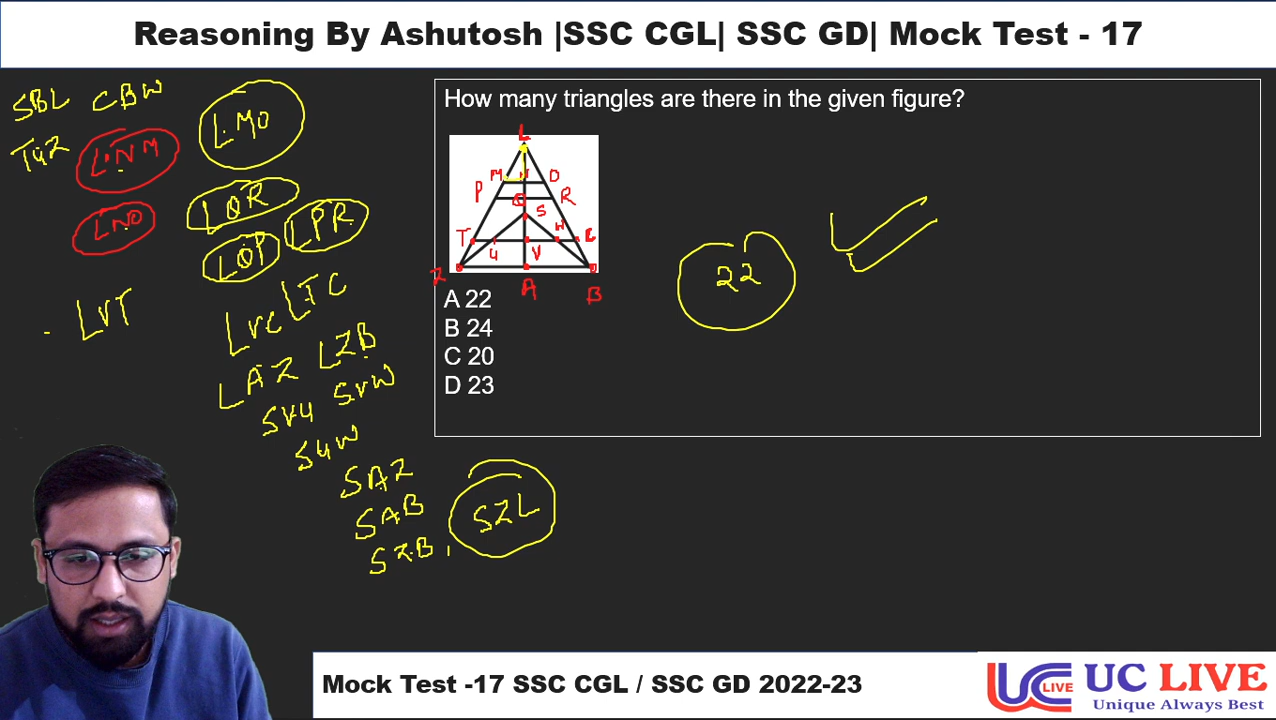 Reasoning By Ashutosh |SSC CGL| SSC GD| Mock Test - 17
SBL CBW
TUZ LNM LMO
LNO LQR
LQP LPR
LVT LVC LTC
LAZ LZB
SVU SVW
SUW
SAZ
SAB
SZB, SZL
How many triangles are there in the given figure?
L
M N O
P Q R
S
T U V W C
Z A B
A 22
B 24
C 20
D 23
22
Mock Test -17 SSC CGL / SSC GD 2022-23
UC LIVE
LIVE
Unique Always Best